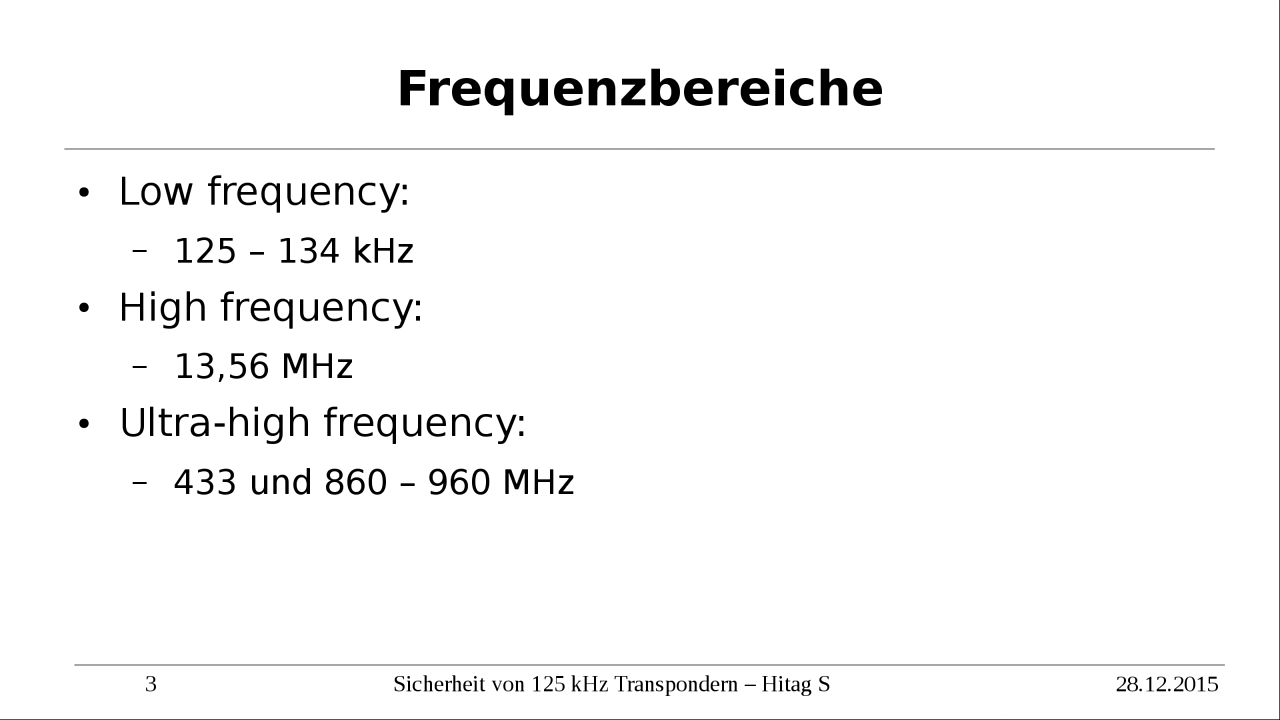 Frequenzbereiche
• Low frequency:
– 125 – 134 kHz
• High frequency:
– 13,56 MHz
• Ultra-high frequency:
– 433 und 860 – 960 MHz
3 Sicherheit von 125 kHz Transpondern – Hitag S 28.12.2015